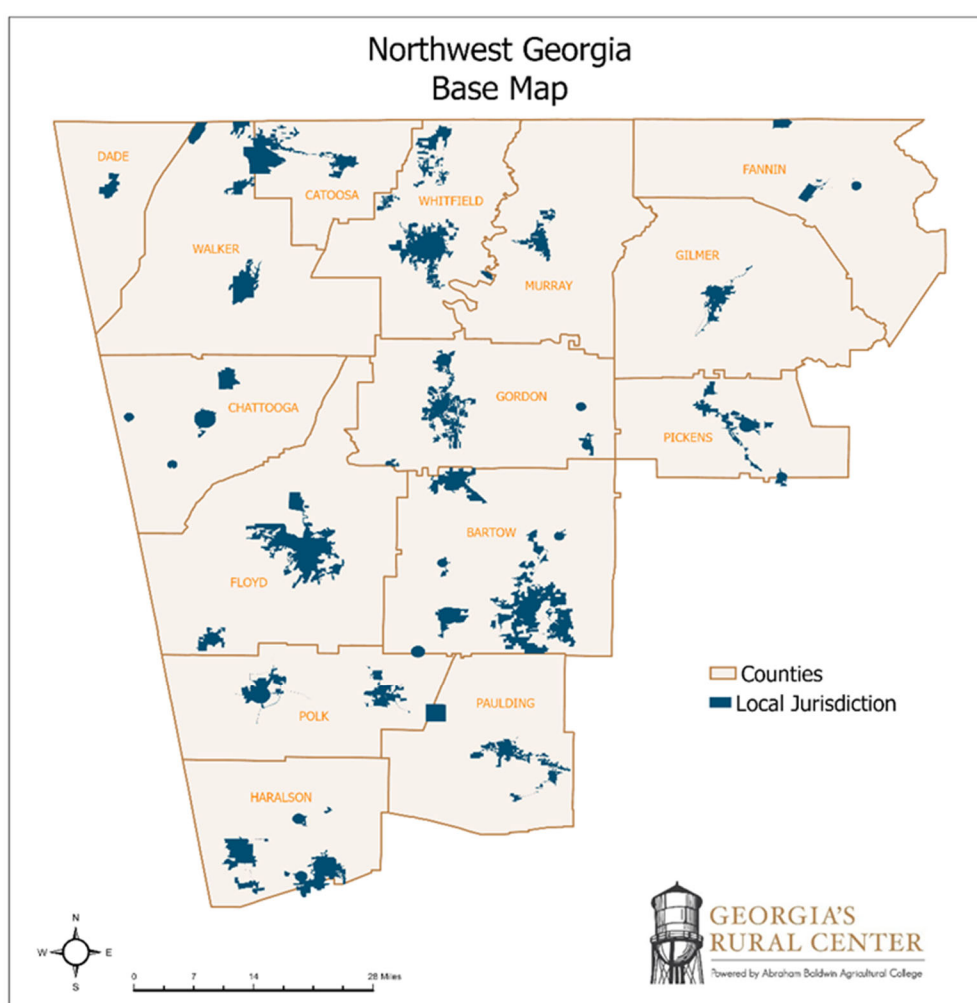 Northwest Georgia
Base Map
DADE
CATOOSA
WHITFIELD
FANNIN
WALKER
MURRAY
GILMER
CHATTOOGA
GORDON
PICKENS
BARTOW
FLOYD
Counties
Local Jurisdiction
POLK
PAULDING
HARALSON
N
W E
S
0 7 14 28 Miles
GEORGIA'S
RURAL CENTER
Powered by Abraham Baldwin Agricultural College